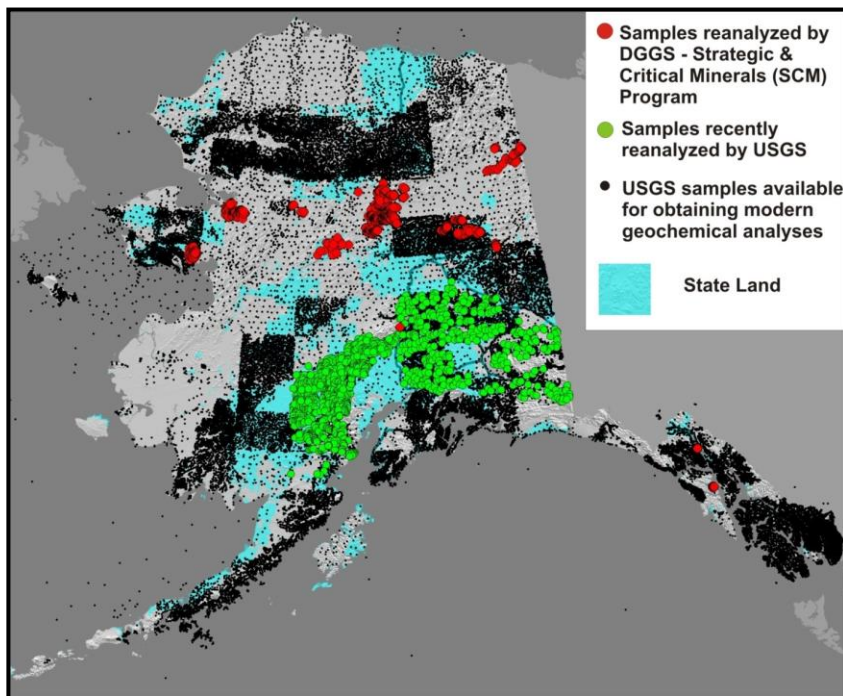 Samples reanalyzed by
DGGS - Strategic &
Critical Minerals (SCM)
Program
Samples recently
reanalyzed by USGS
USGS samples available
for obtaining modern
geochemical analyses
State Land